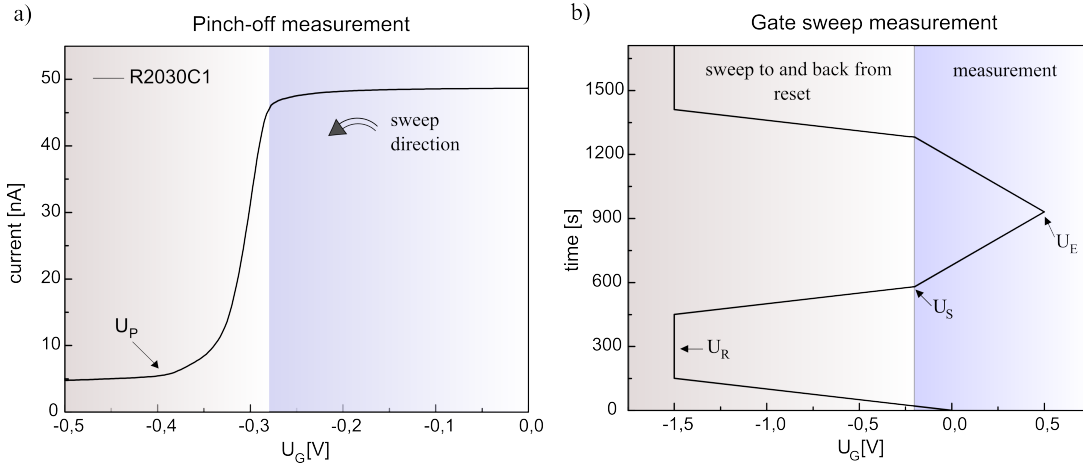 a)
Pinch-off measurement
50
40
30
20
10
0
current [nA]
R2030C1
sweep
direction
U_P
-0,5
-0,4
-0,3
-0,2
-0,1
0,0
U_G[V]
b)
Gate sweep measurement
1500
1200
900
600
300
0
time [s]
sweep to and back from
reset
measurement
U_E
U_S
U_R
-1,5
-1,0
-0,5
0,0
0,5
U_G[V]